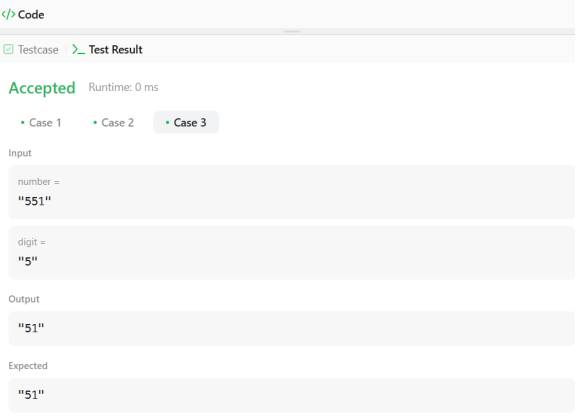 </> Code
Testcase >_ Test Result
Accepted Runtime: 0 ms
• Case 1 • Case 2 • Case 3
Input
number =
"551"
digit =
"5"
Output
"51"
Expected
"51"